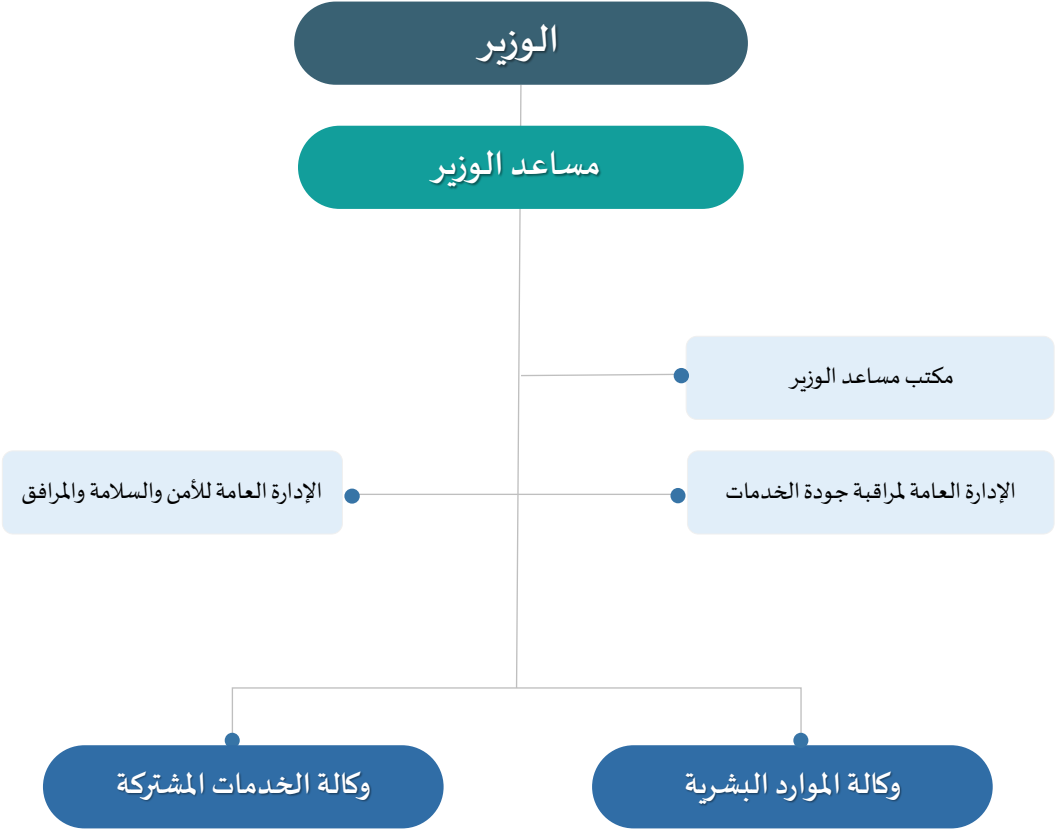 الوزير
مساعد الوزير
مكتب مساعد الوزير
الإدارة العامة لمراقبة جودة الخدمات
الإدارة العامة للأمن والسلامة والمرافق
وكالة الموارد البشرية
وكالة الخدمات المشتركة